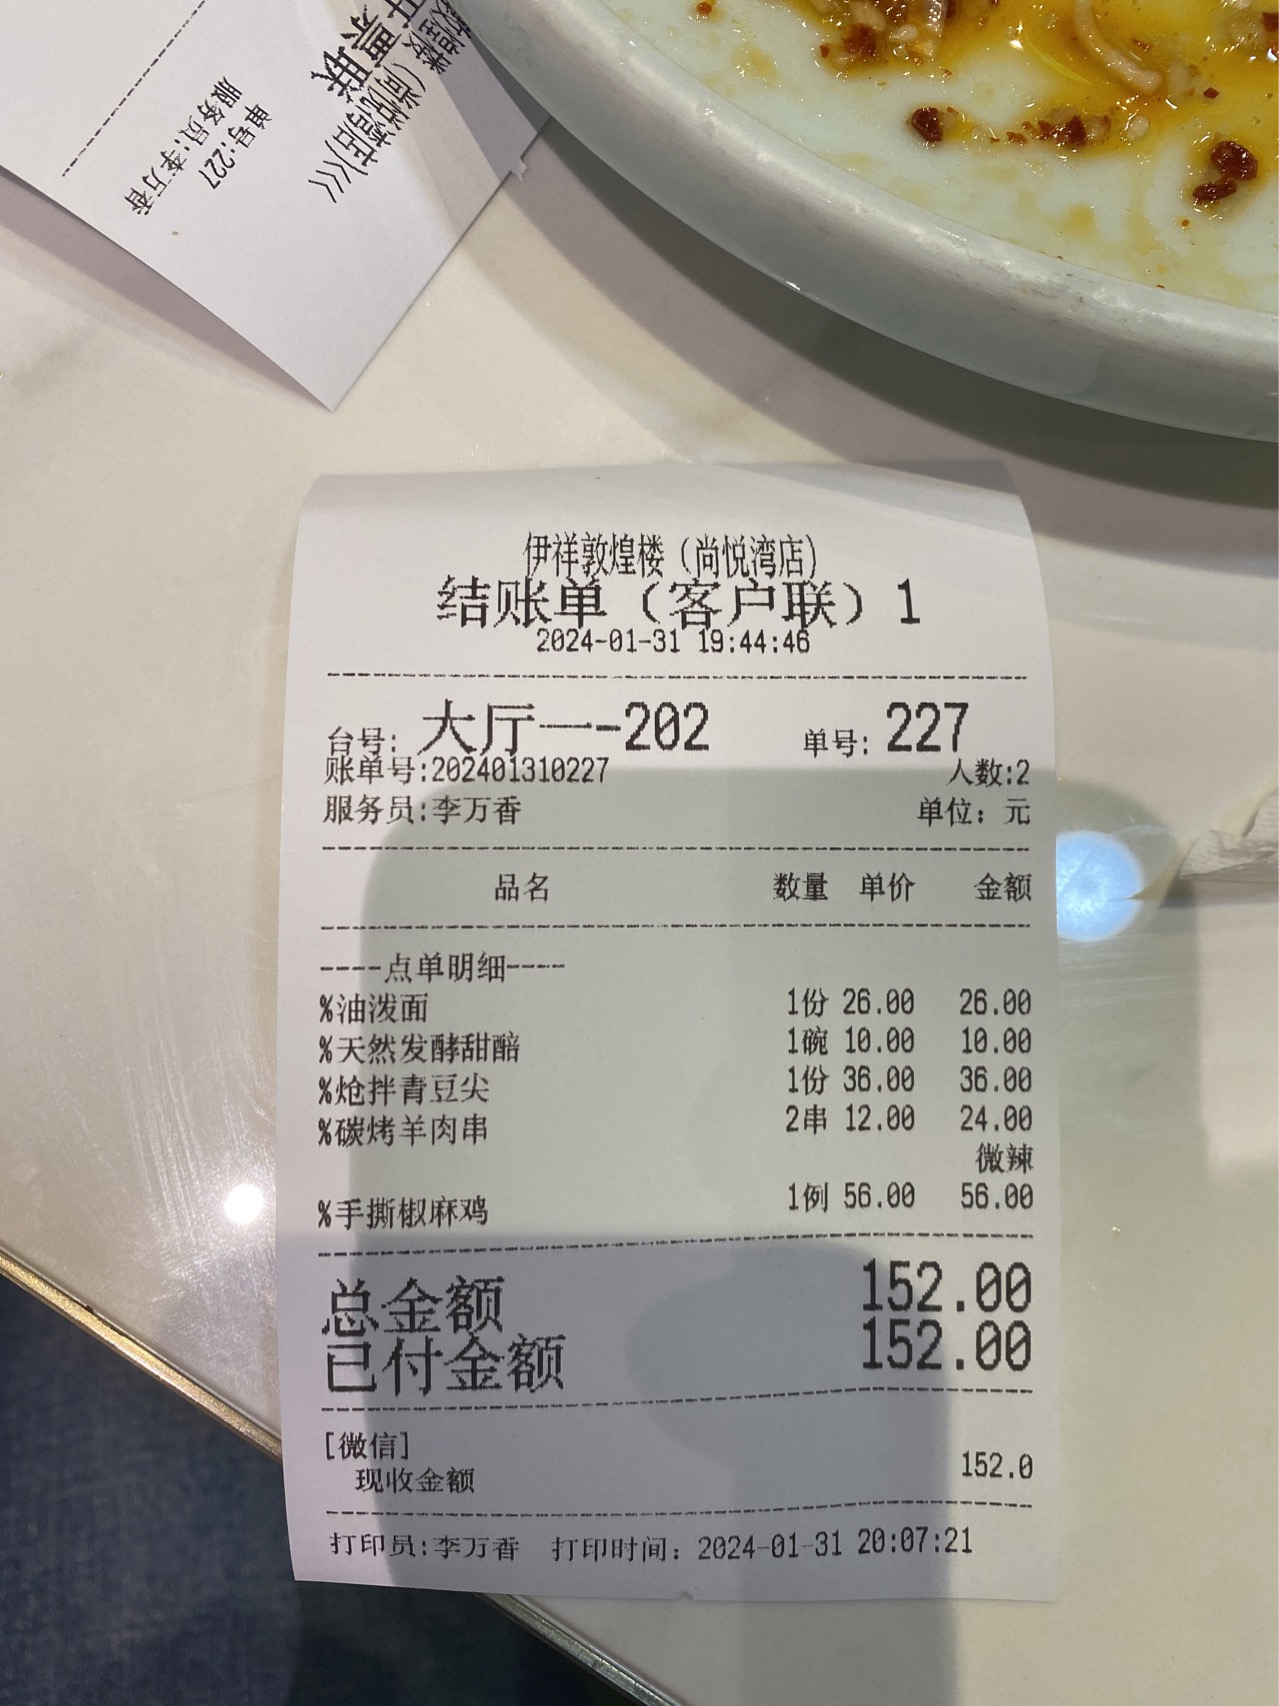 票联
(尚悦湾店)
单号:227
服务员:李万香
伊祥敦煌楼（尚悦湾店）
结账单（客户联）1
2024-01-31 19:44:46
台号: 大厅一-202 单号: 227
账单号:202401310227 人数:2
服务员:李万香 单位：元
品名 数量 单价 金额
----点单明细----
%油泼面 1份 26.00 26.00
%天然发酵甜醅 1碗 10.00 10.00
%炝拌青豆尖 1份 36.00 36.00
%碳烤羊肉串 2串 12.00 24.00
微辣
%手撕椒麻鸡 1例 56.00 56.00
总金额 152.00
已付金额 152.00
[微信]
现收金额 152.0
打印员:李万香 打印时间：2024-01-31 20:07:21